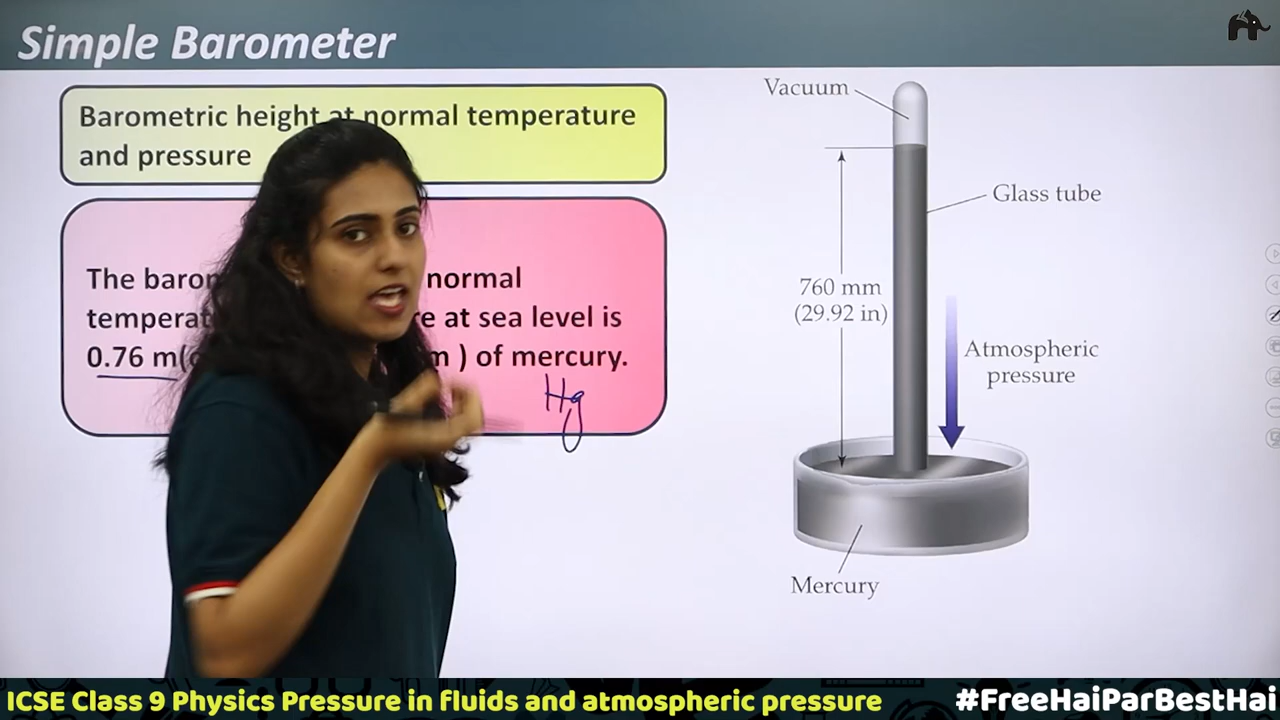 Simple Barometer
Barometric height at normal temperature
and pressure
The normal
at sea level is
0.76 m ) of mercury.
Hg
Vacuum
Glass tube
760 mm
(29.92 in)
Atmospheric
pressure
Mercury
ICSE Class 9 Physics Pressure in fluids and atmospheric pressure
#FreeHaiParBestHai